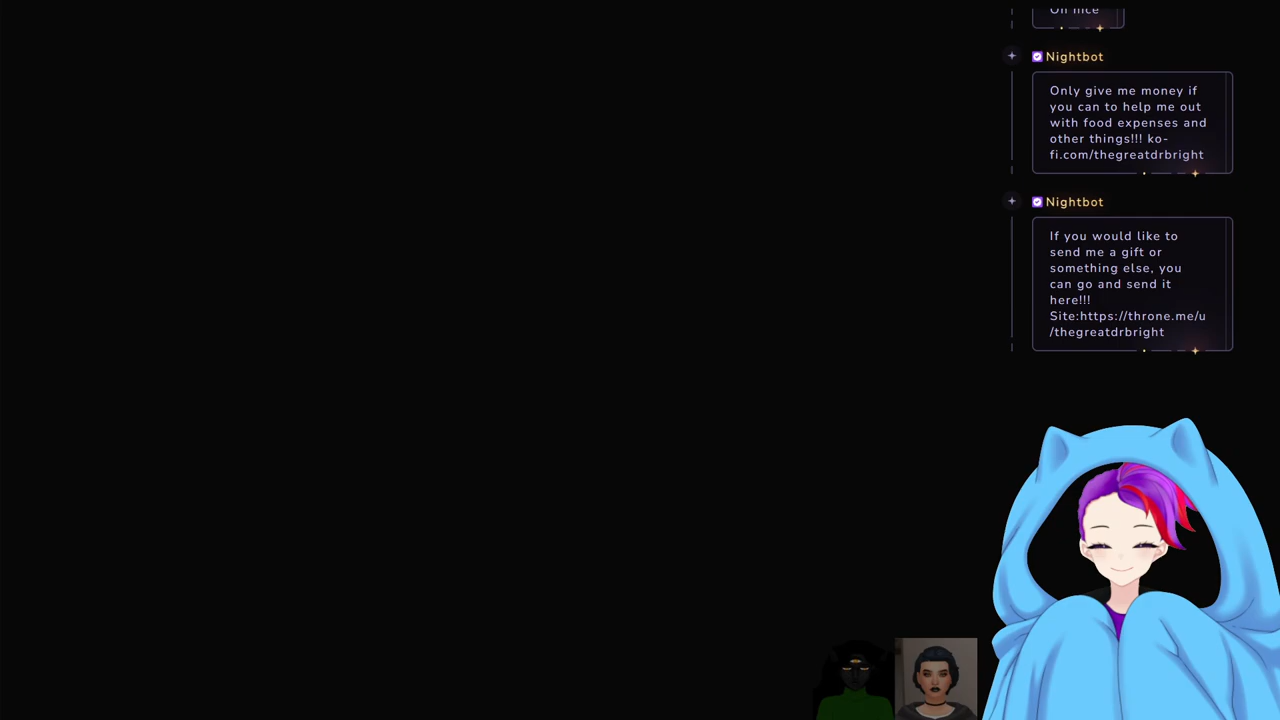 Oh nice
Nightbot
Only give me money if
you can to help me out
with food expenses and
other things!!! ko-
fi.com/thegreatdrbright
Nightbot
If you would like to
send me a gift or
something else, you
can go and send it
here!!!
Site:https://throne.me/u
/thegreatdrbright